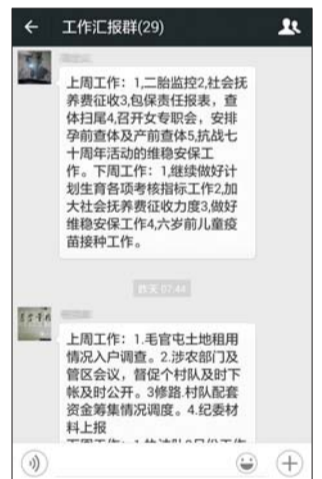 工作汇报群(29)
上周工作：1,二胎监控2,社会抚
养费征收3,包保责任报表，查
体扫尾4,召开女专职会，安排
孕前查体及产前查体5,抗战七
十周年活动的维稳安保工
作。下周工作：1,继续做好计
划生育各项考核指标工作2,加
大社会抚养费征收力度3,做好
维稳安保工作4,六岁前儿童疫
苗接种工作。
昨天 07:44
上周工作：1.毛官屯土地租用
情况入户调查。2.涉农部门及
管区会议，督促个村队及时下
帐及时公开。3修路.村队配套
资金筹集情况调度。4.纪委材
料上报